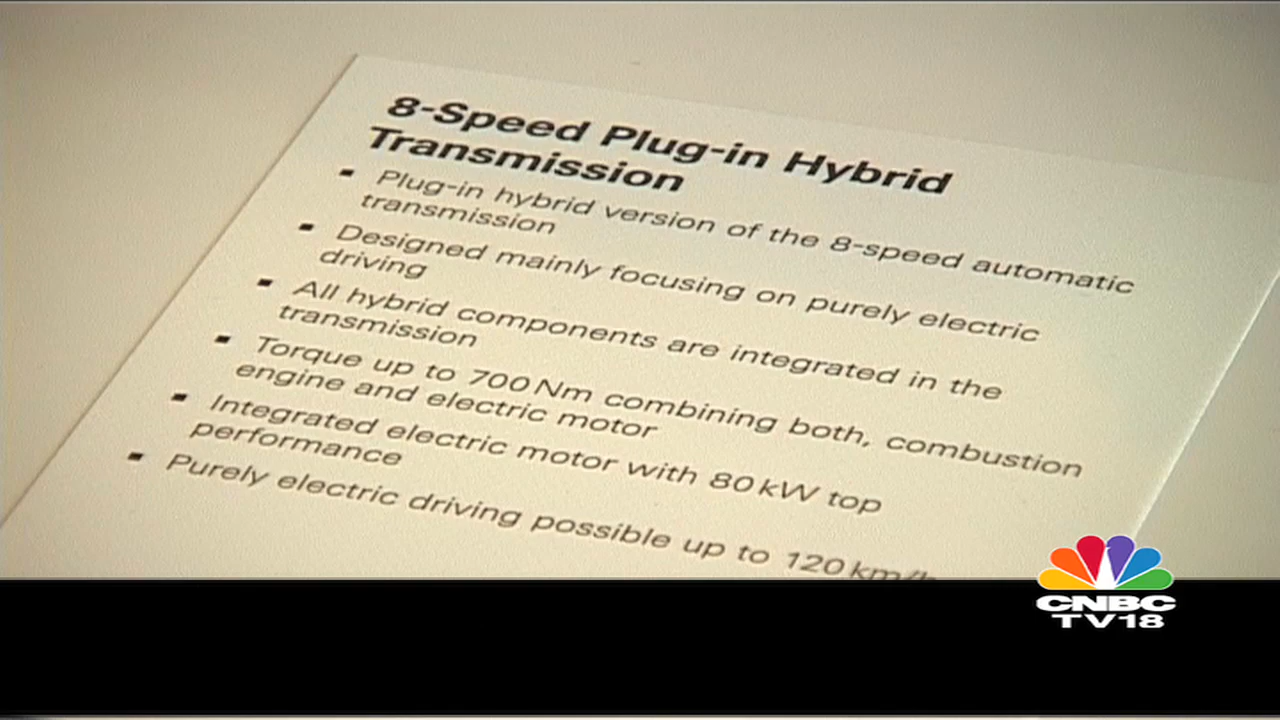 8-Speed Plug-in Hybrid
Transmission
▪ Plug-in hybrid version of the 8-speed automatic
transmission
▪ Designed mainly focusing on purely electric
driving
▪ All hybrid components are integrated in the
transmission
▪ Torque up to 700 Nm combining both, combustion
engine and electric motor
▪ Integrated electric motor with 80 kW top
performance
▪ Purely electric driving possible up to 120 km/h
CNBC
TV18